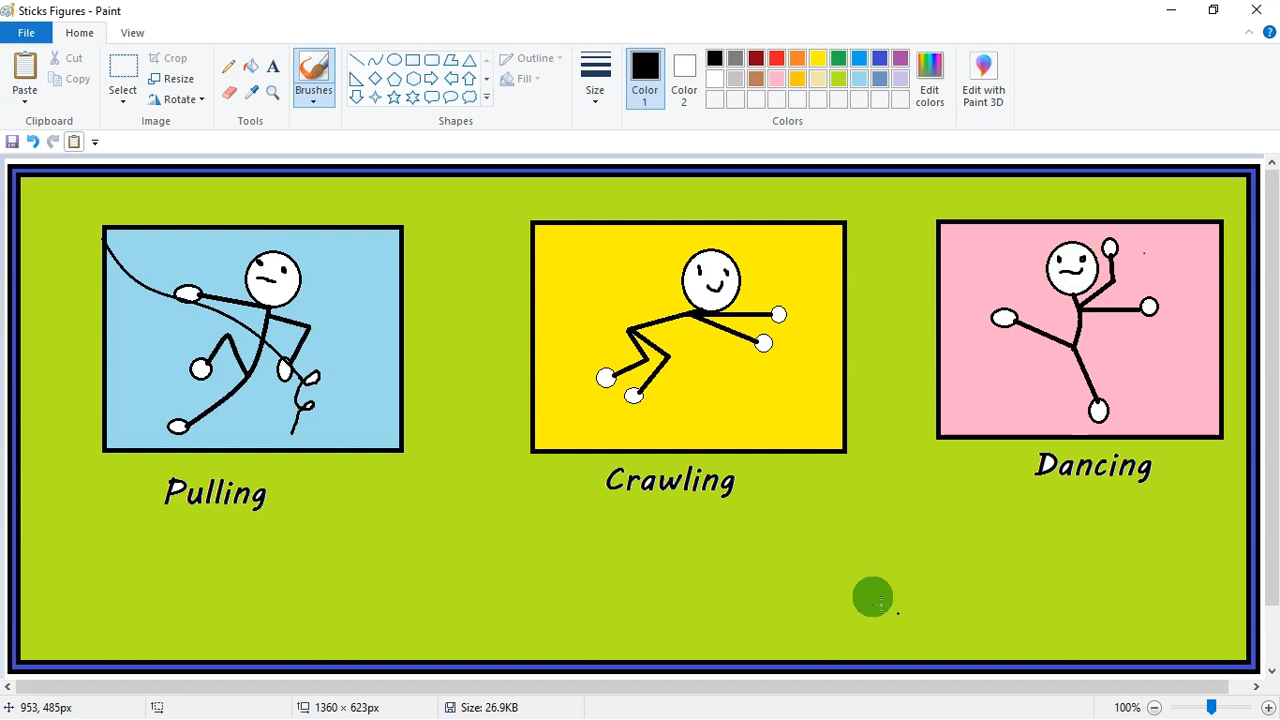 Sticks Figures - Paint
File
Home
View
Paste
Cut
Copy
Clipboard
Select
Crop
Resize
Rotate
Image
A
Tools
Brushes
Shapes
Outline
Fill
Size
Color 1
Color 2
Edit colors
Colors
Edit with Paint 3D
Pulling
Crawling
Dancing
953, 485px
1360 × 623px
Size: 26.9KB
100%